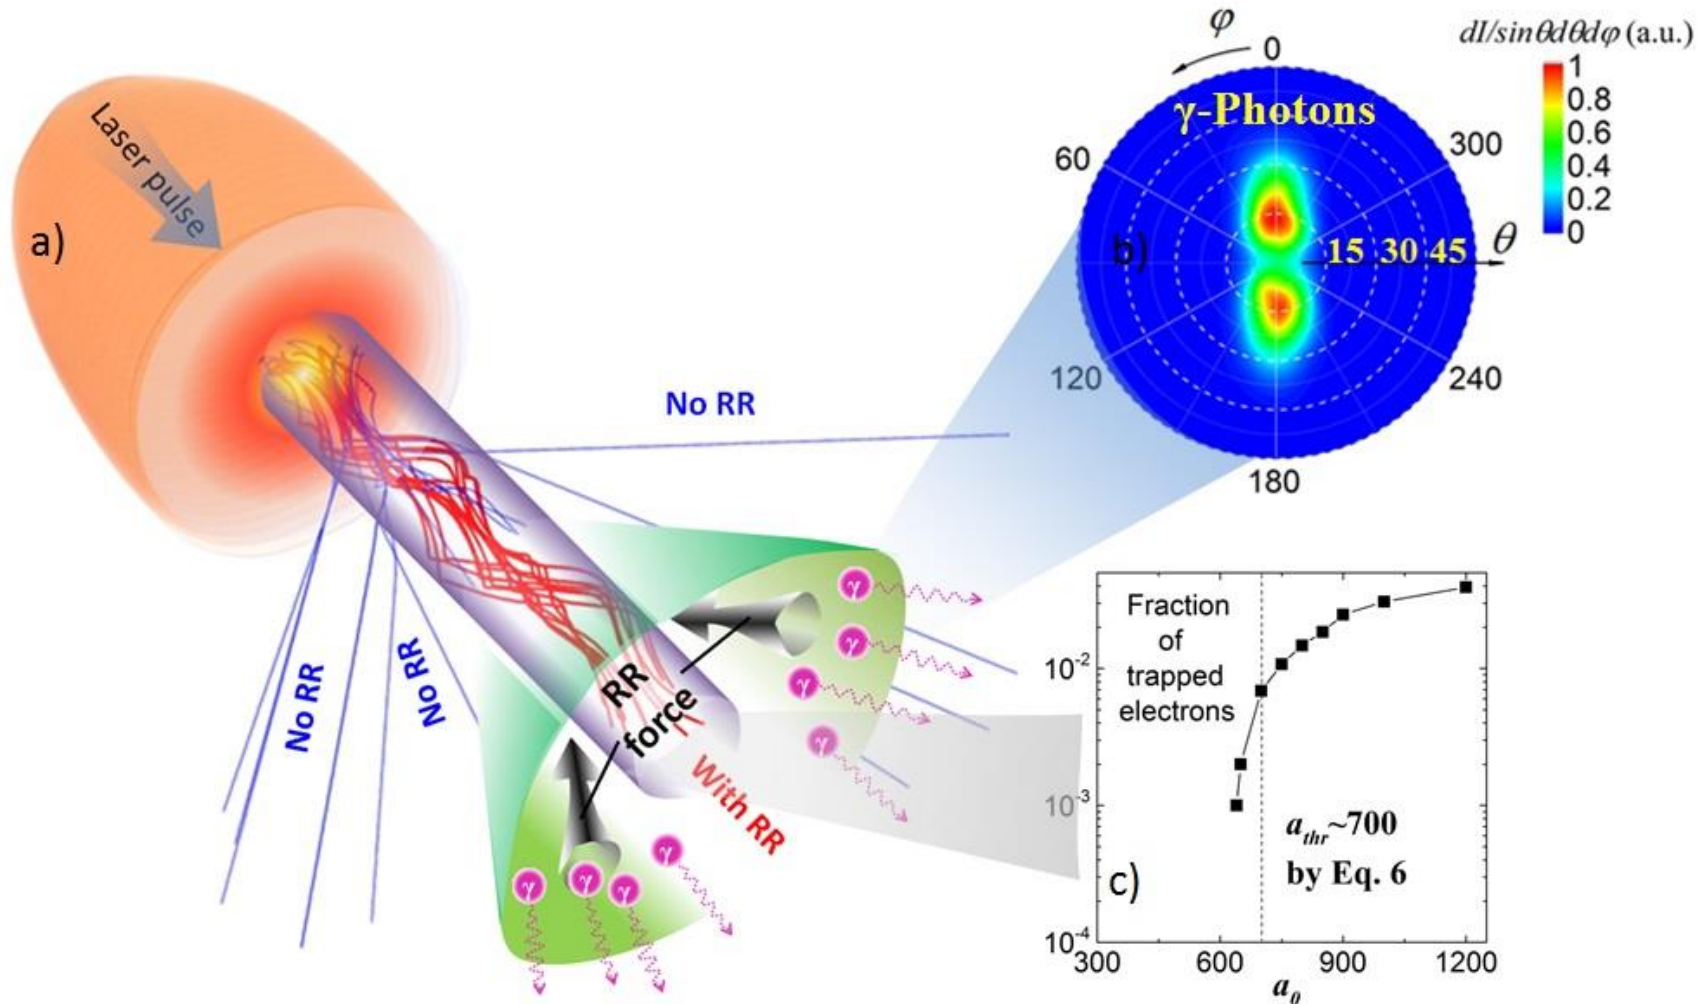 a)
Laser pulse
No RR
No RR
No RR
RR
force
With RR
γ
γ
γ
γ
γ
γ
γ
γ
φ
0
dI/sinθdθdφ (a.u.)
γ-Photons
60
300
b)
15 30 45
θ
120
240
180
1
0.8
0.6
0.4
0.2
0
Fraction
of
trapped
electrons
10⁻²
10⁻³
10⁻⁴
a_thr~700
by Eq. 6
c)
300 600 900 1200
a₀